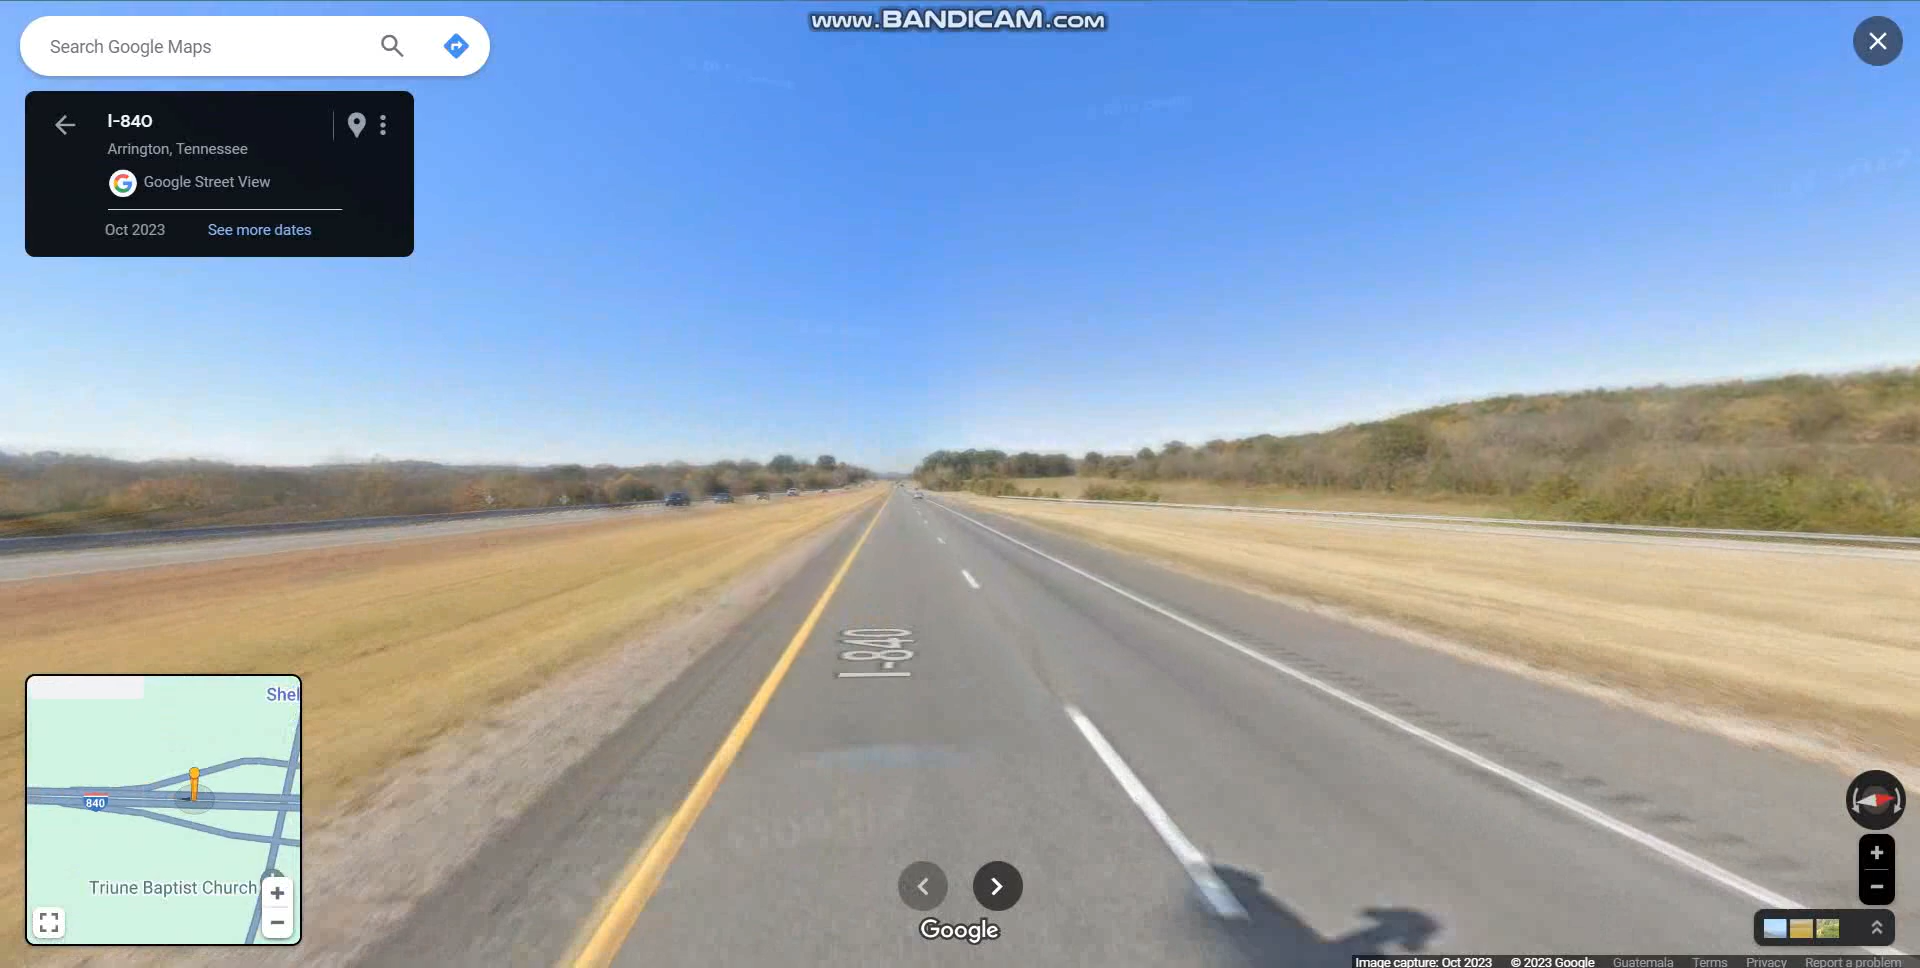 www.BANDICAM.com
Search Google Maps
I-840
Arrington, Tennessee
Google Street View
Oct 2023 See more dates
I-840
Shel
840
Triune Baptist Church
Google
Image capture: Oct 2023 © 2023 Google Guatemala Terms Privacy Report a problem